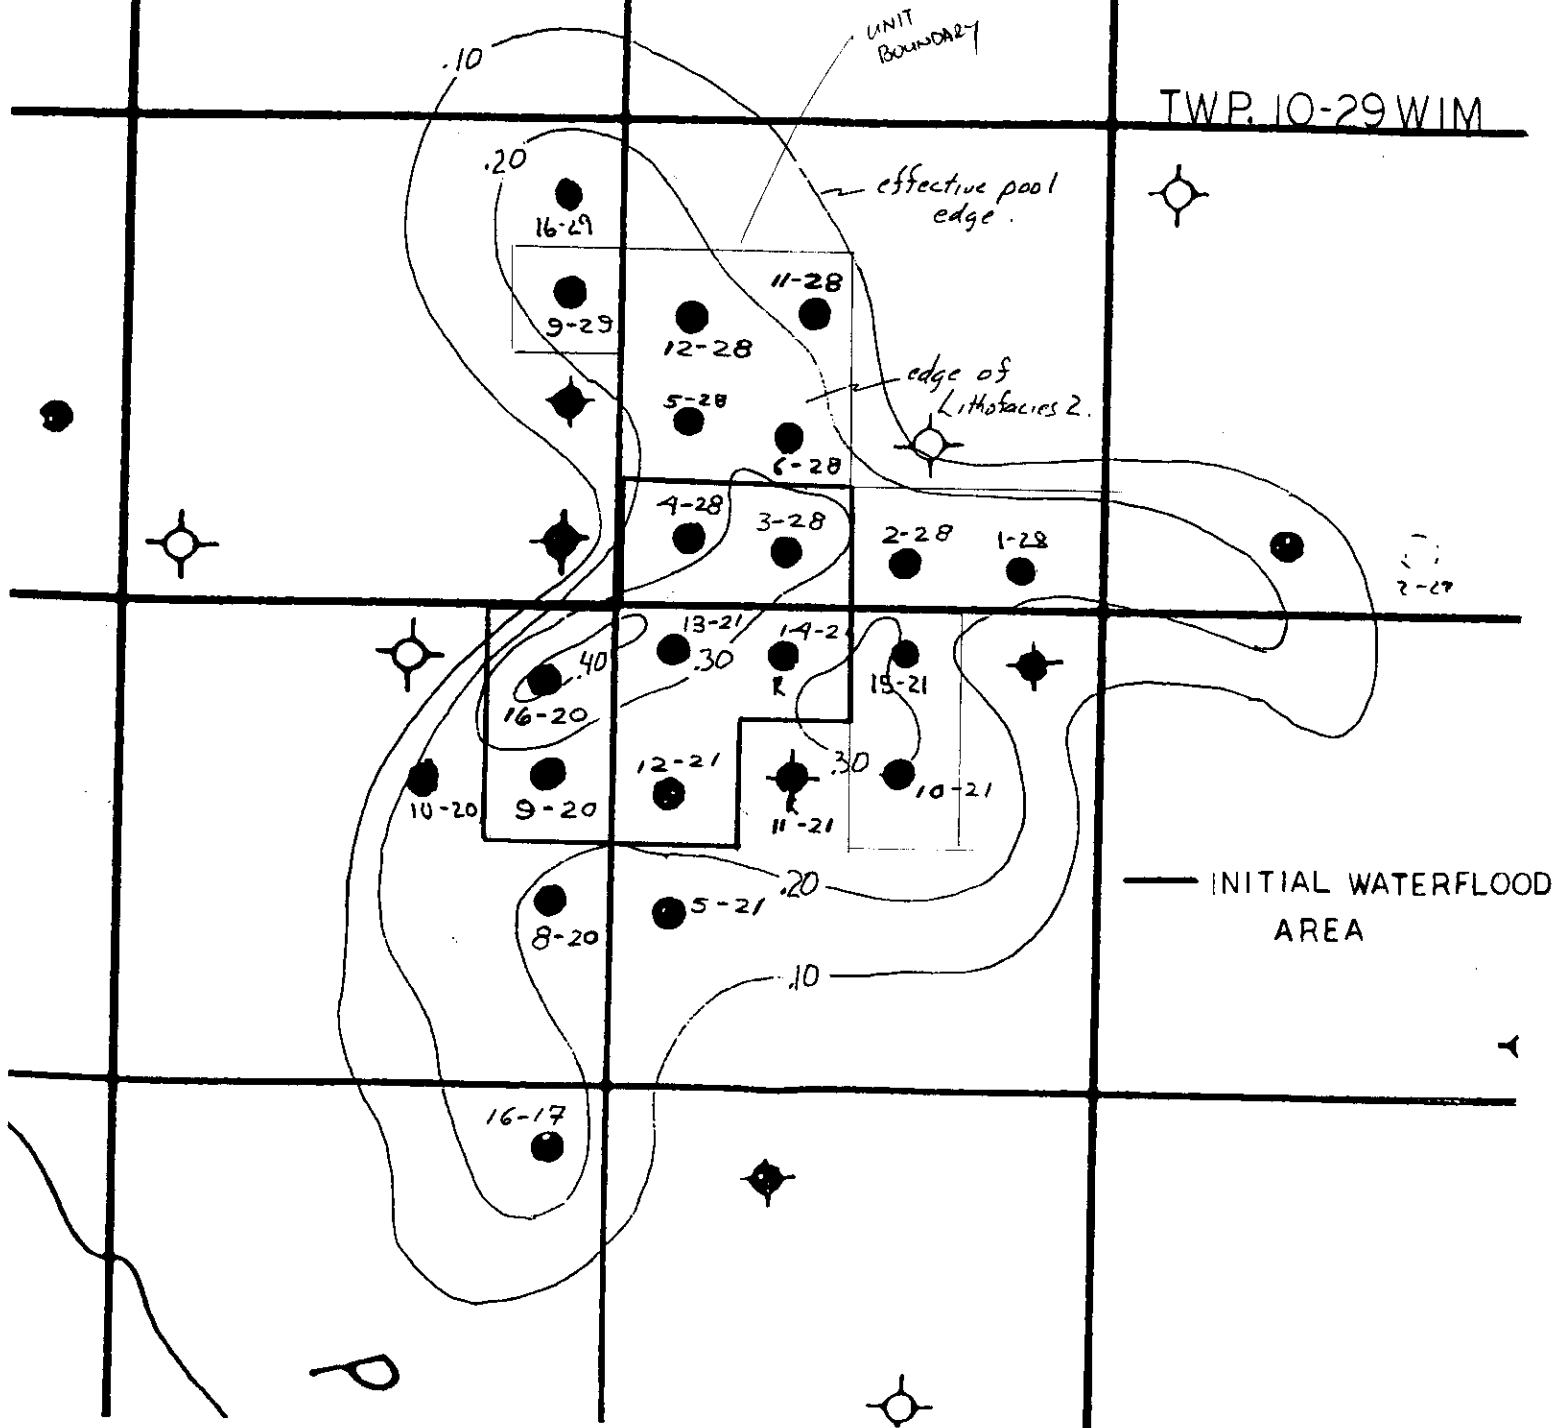 UNIT
BOUNDARY
.10
TWP. 10-29 W1M
.20
effective pool
edge.
16-29
11-28
9-29
12-28
edge of
Lithofacies 2.
5-28
6-28
4-28
3-28
2-28
1-28
2-27
13-21
14-2
.40
.30
R
15-21
16-20
12-21
.30
10-20
9-20
10-21
R
11-21
.20
INITIAL WATERFLOOD
AREA
5-21
8-20
.10
16-17